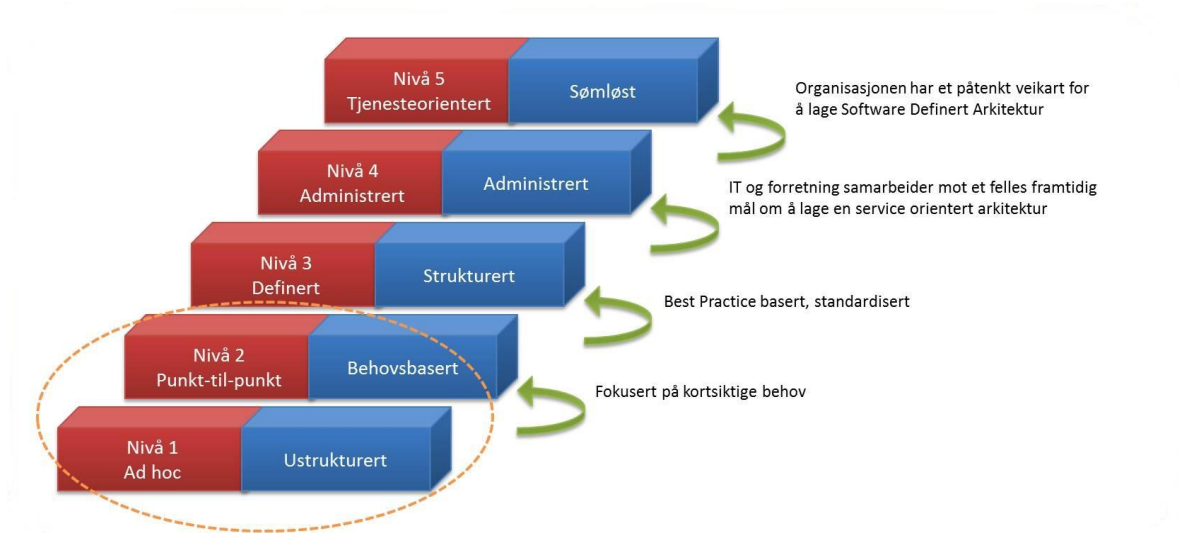 Nivå 5
Tjenesteorientert
Sømløst
Organisasjonen har et påtenkt veikart for
å lage Software Definert Arkitektur
Nivå 4
Administrert
Administrert
IT og forretning samarbeider mot et felles framtidig
mål om å lage en service orientert arkitektur
Nivå 3
Definert
Strukturert
Best Practice basert, standardisert
Nivå 2
Punkt-til-punkt
Behovsbasert
Fokusert på kortsiktige behov
Nivå 1
Ad hoc
Ustrukturert